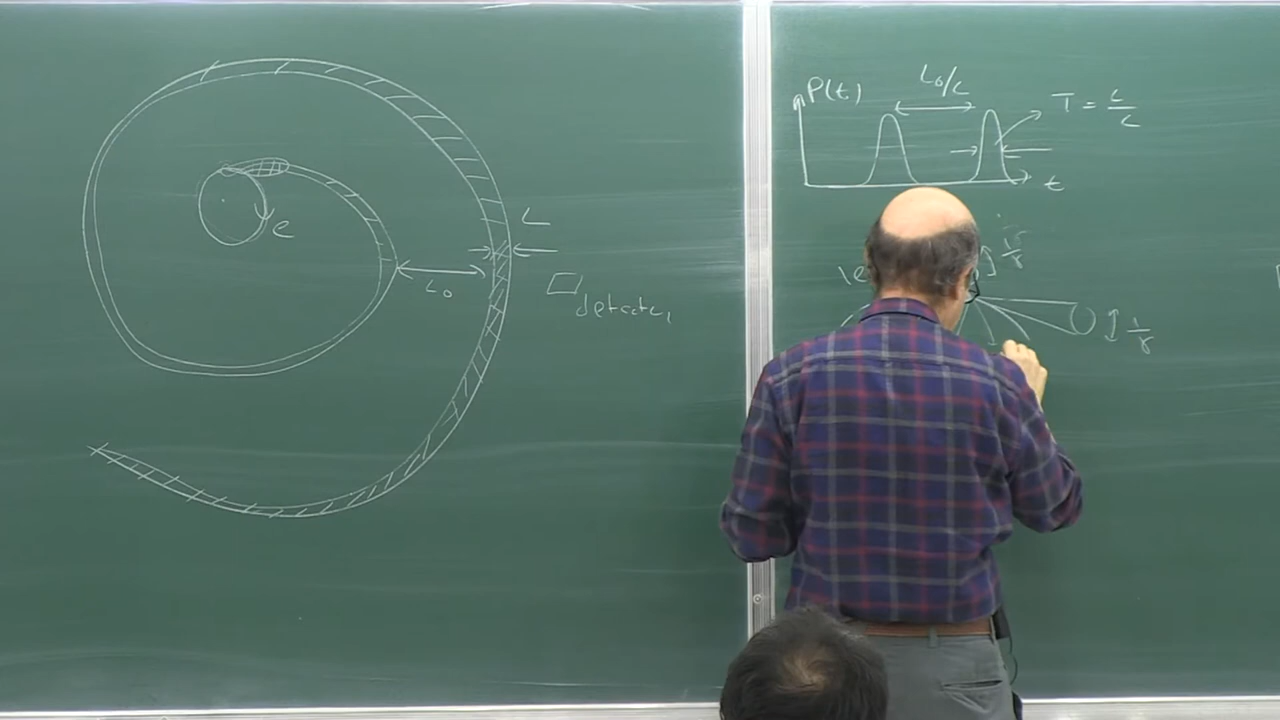 e
L
L₀
detector
P(t)
L₀/c
T = L/c
t
1/γ
1/γ